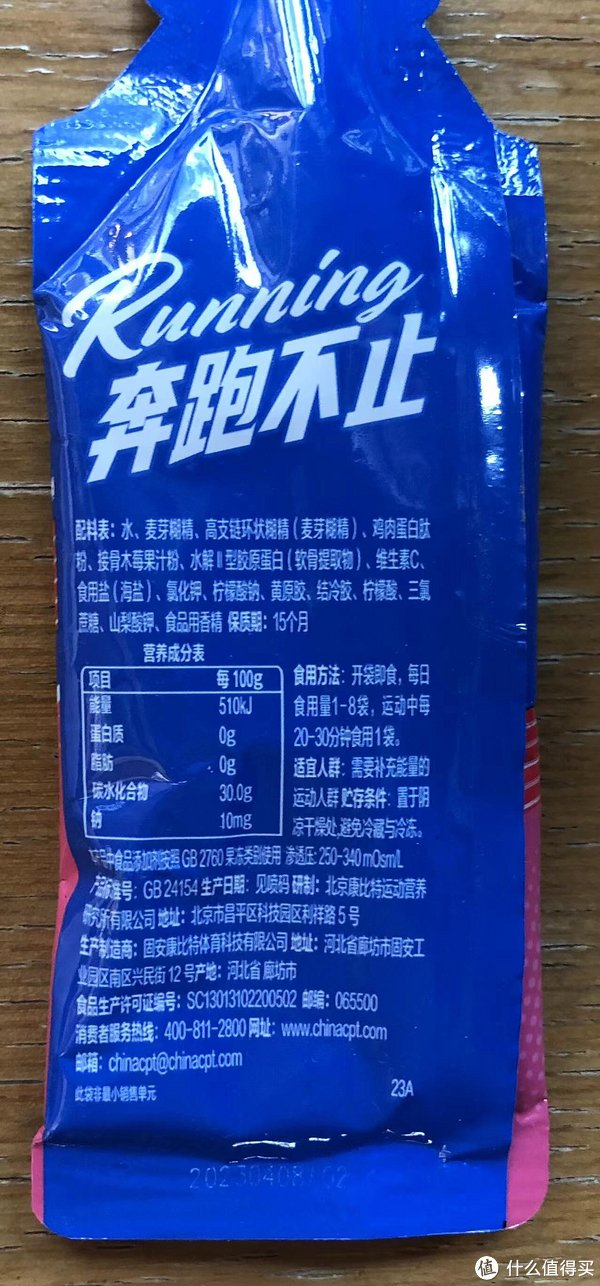 Running
奔跑不止
配料表：水、麦芽糊精、高支链环状糊精（麦芽糊精）、鸡肉蛋白肽
粉、接骨木莓果汁粉、水解Ⅱ型胶原蛋白（软骨提取物）、维生素C、
食用盐（海盐）、氯化钾、柠檬酸钠、黄原胶、结冷胶、柠檬酸、三氯
蔗糖、山梨酸钾、食品用香精 保质期：15个月
营养成分表
项目 每100g
能量 510kJ
蛋白质 0g
脂肪 0g
碳水化合物 30.0g
钠 10mg
食用方法：开袋即食，每日
食用量1-8袋，运动中每
20-30分钟食用1袋。
适宜人群：需要补充能量的
运动人群 贮存条件：置于阴
凉干燥处,避免冷藏与冷冻。
中食品添加剂按照GB 2760 果冻类别使用 渗透压:250-340 mOsm/L
产品标准号：GB 24154 生产日期：见喷码 研制：北京康比特运动营养
研究所有限公司 地址：北京市昌平区科技园区利祥路5号
生产制造商：固安康比特体育科技有限公司 地址：河北省廊坊市固安工
业园区南区兴民街12号 产地：河北省 廊坊市
食品生产许可证编号：SC13013102200502 邮编：065500
消费者服务热线：400-811-2800 网址：www.chinacpt.com
邮箱：chinacpt@chinacpt.com
此袋非最小销售单元 23A
20230408/02
值 什么值得买